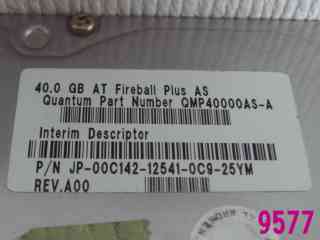 40.0 GB AT Fireball Plus AS
Quantum Part Number QMP40000AS-A
Interim Descriptor
P/N JP-00C142-12541-0C9-25YM
REV.A00
9577